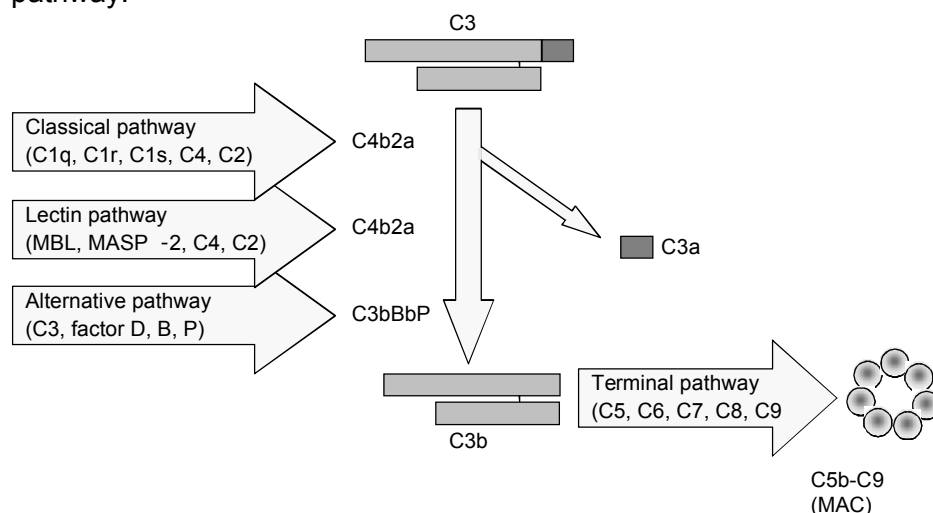 pathway.
C3
Classical pathway
(C1q, C1r, C1s, C4, C2)
C4b2a
Lectin pathway
(MBL, MASP -2, C4, C2)
C4b2a
C3a
Alternative pathway
(C3, factor D, B, P)
C3bBbP
Terminal pathway
(C5, C6, C7, C8, C9
C3b
C5b-C9
(MAC)